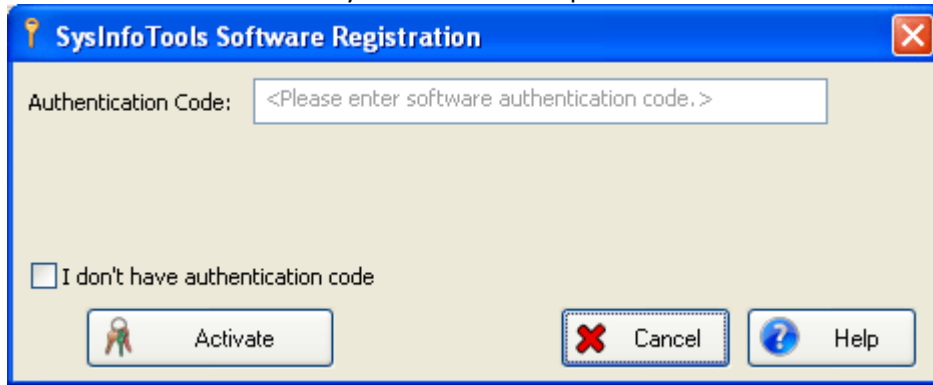 SysInfoTools Software Registration
Authentication Code: <Please enter software authentication code.>
I don't have authentication code
Activate Cancel Help